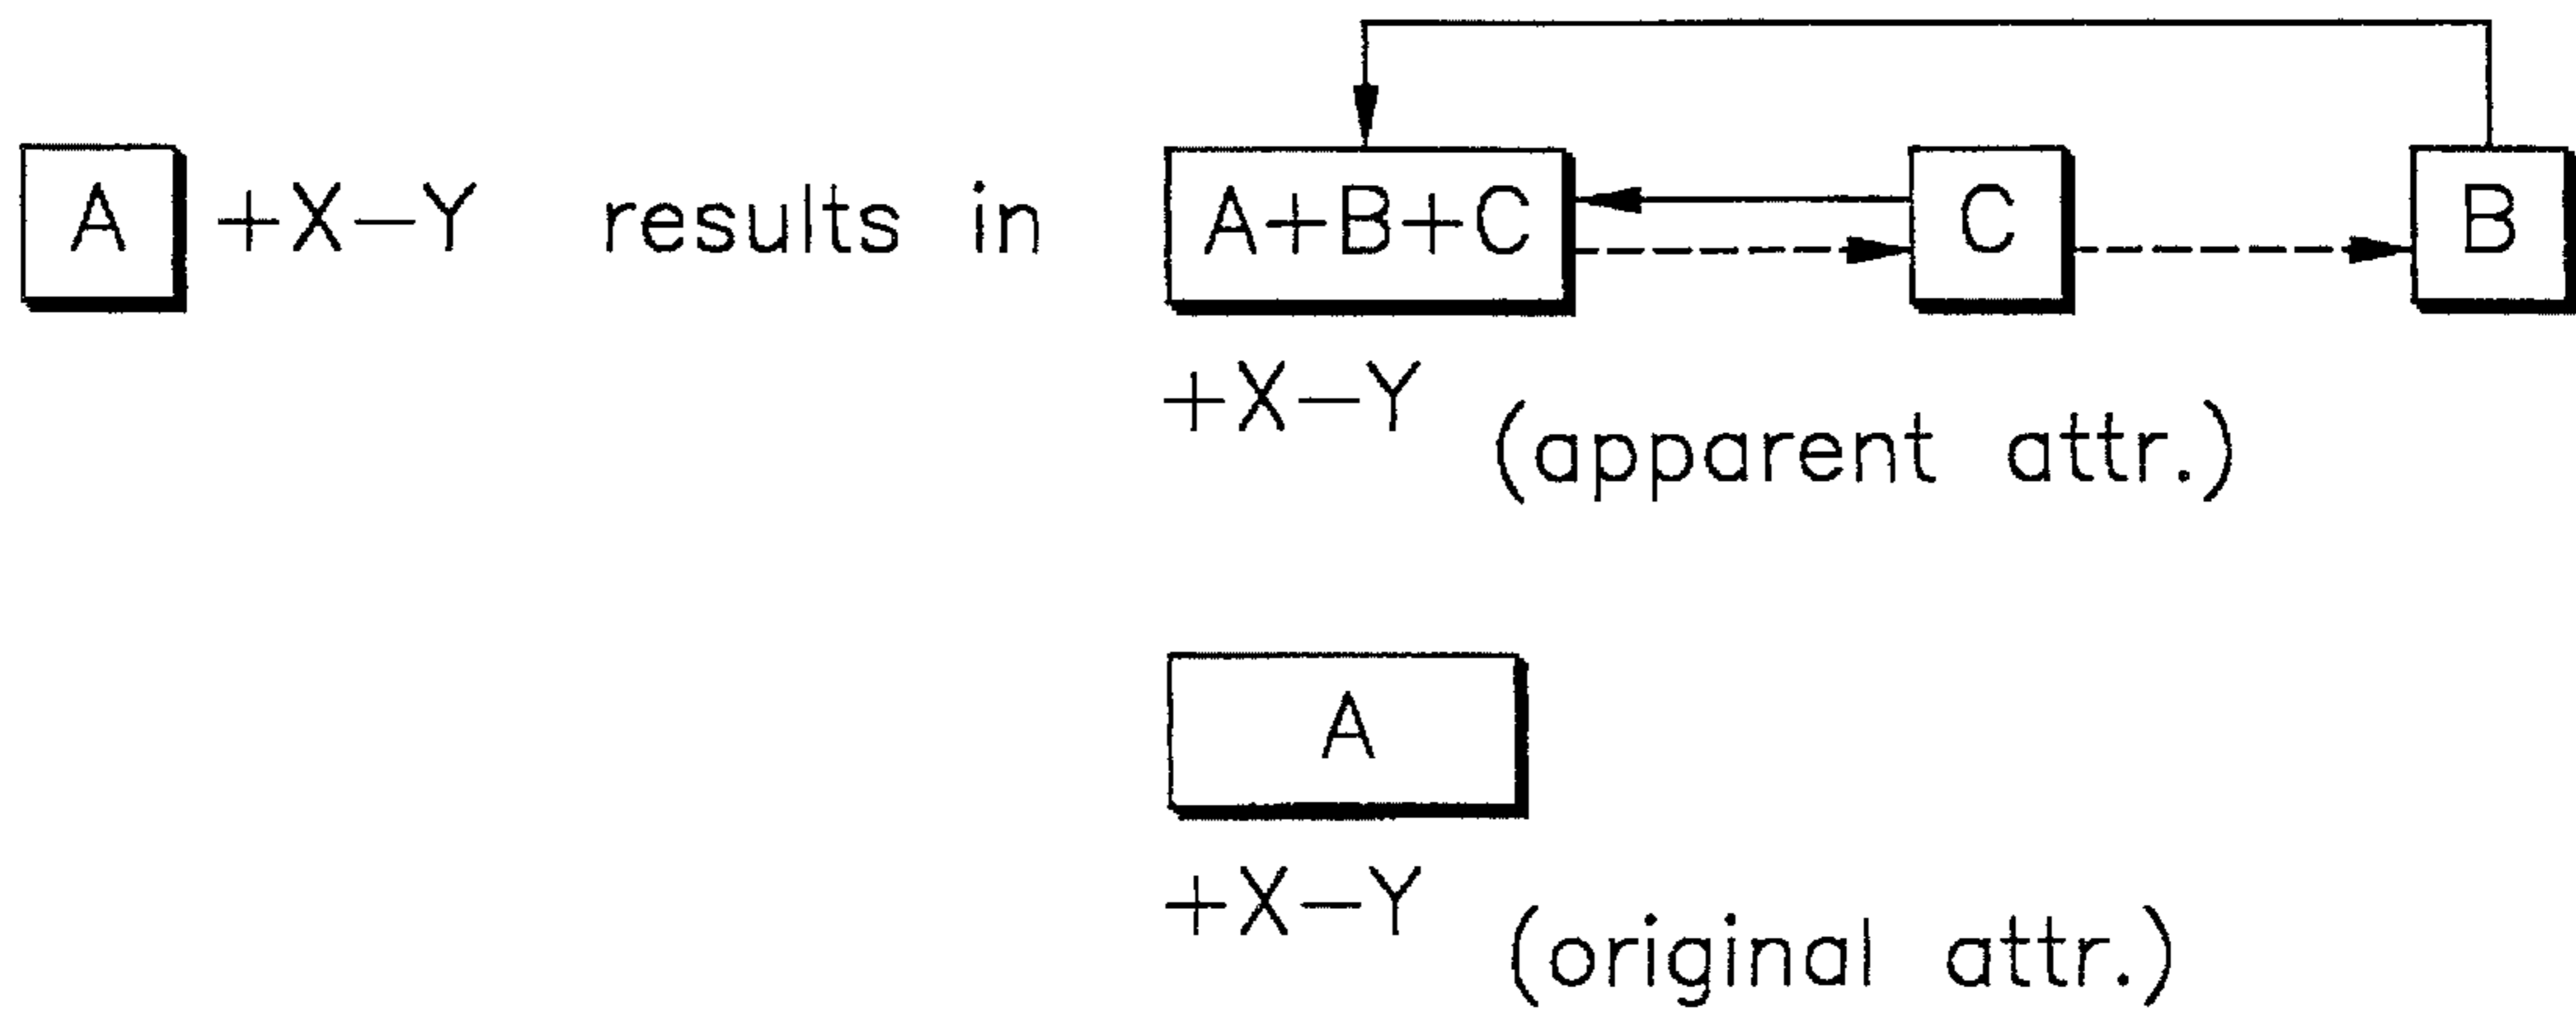 A +X-Y results in A+B+C C B
+X-Y (apparent attr.)
A
+X-Y (original attr.)